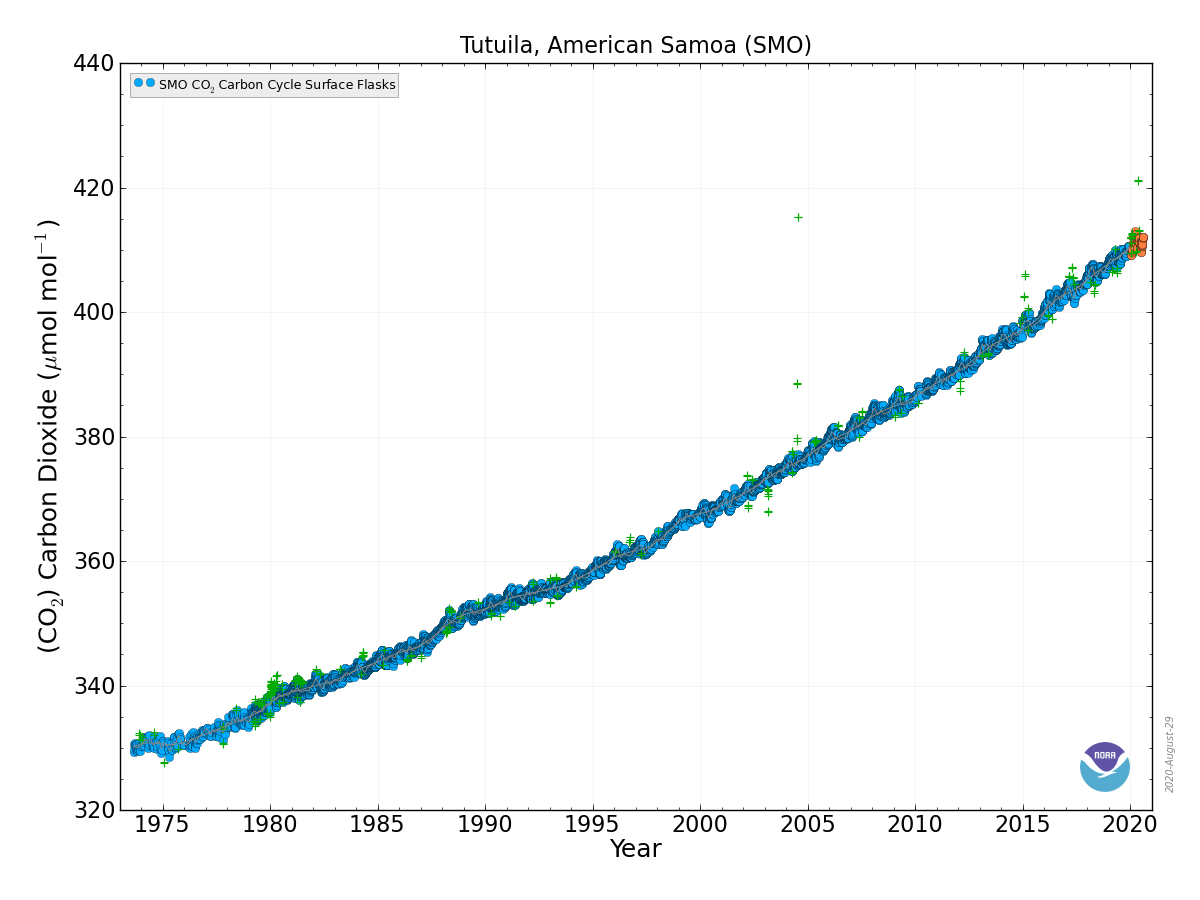 Tutuila, American Samoa (SMO)
SMO CO₂ Carbon Cycle Surface Flasks
(CO₂) Carbon Dioxide (μmol mol⁻¹)
440
420
400
380
360
340
320
1975 1980 1985 1990 1995 2000 2005 2010 2015 2020
Year
NOAA
2020-August-29